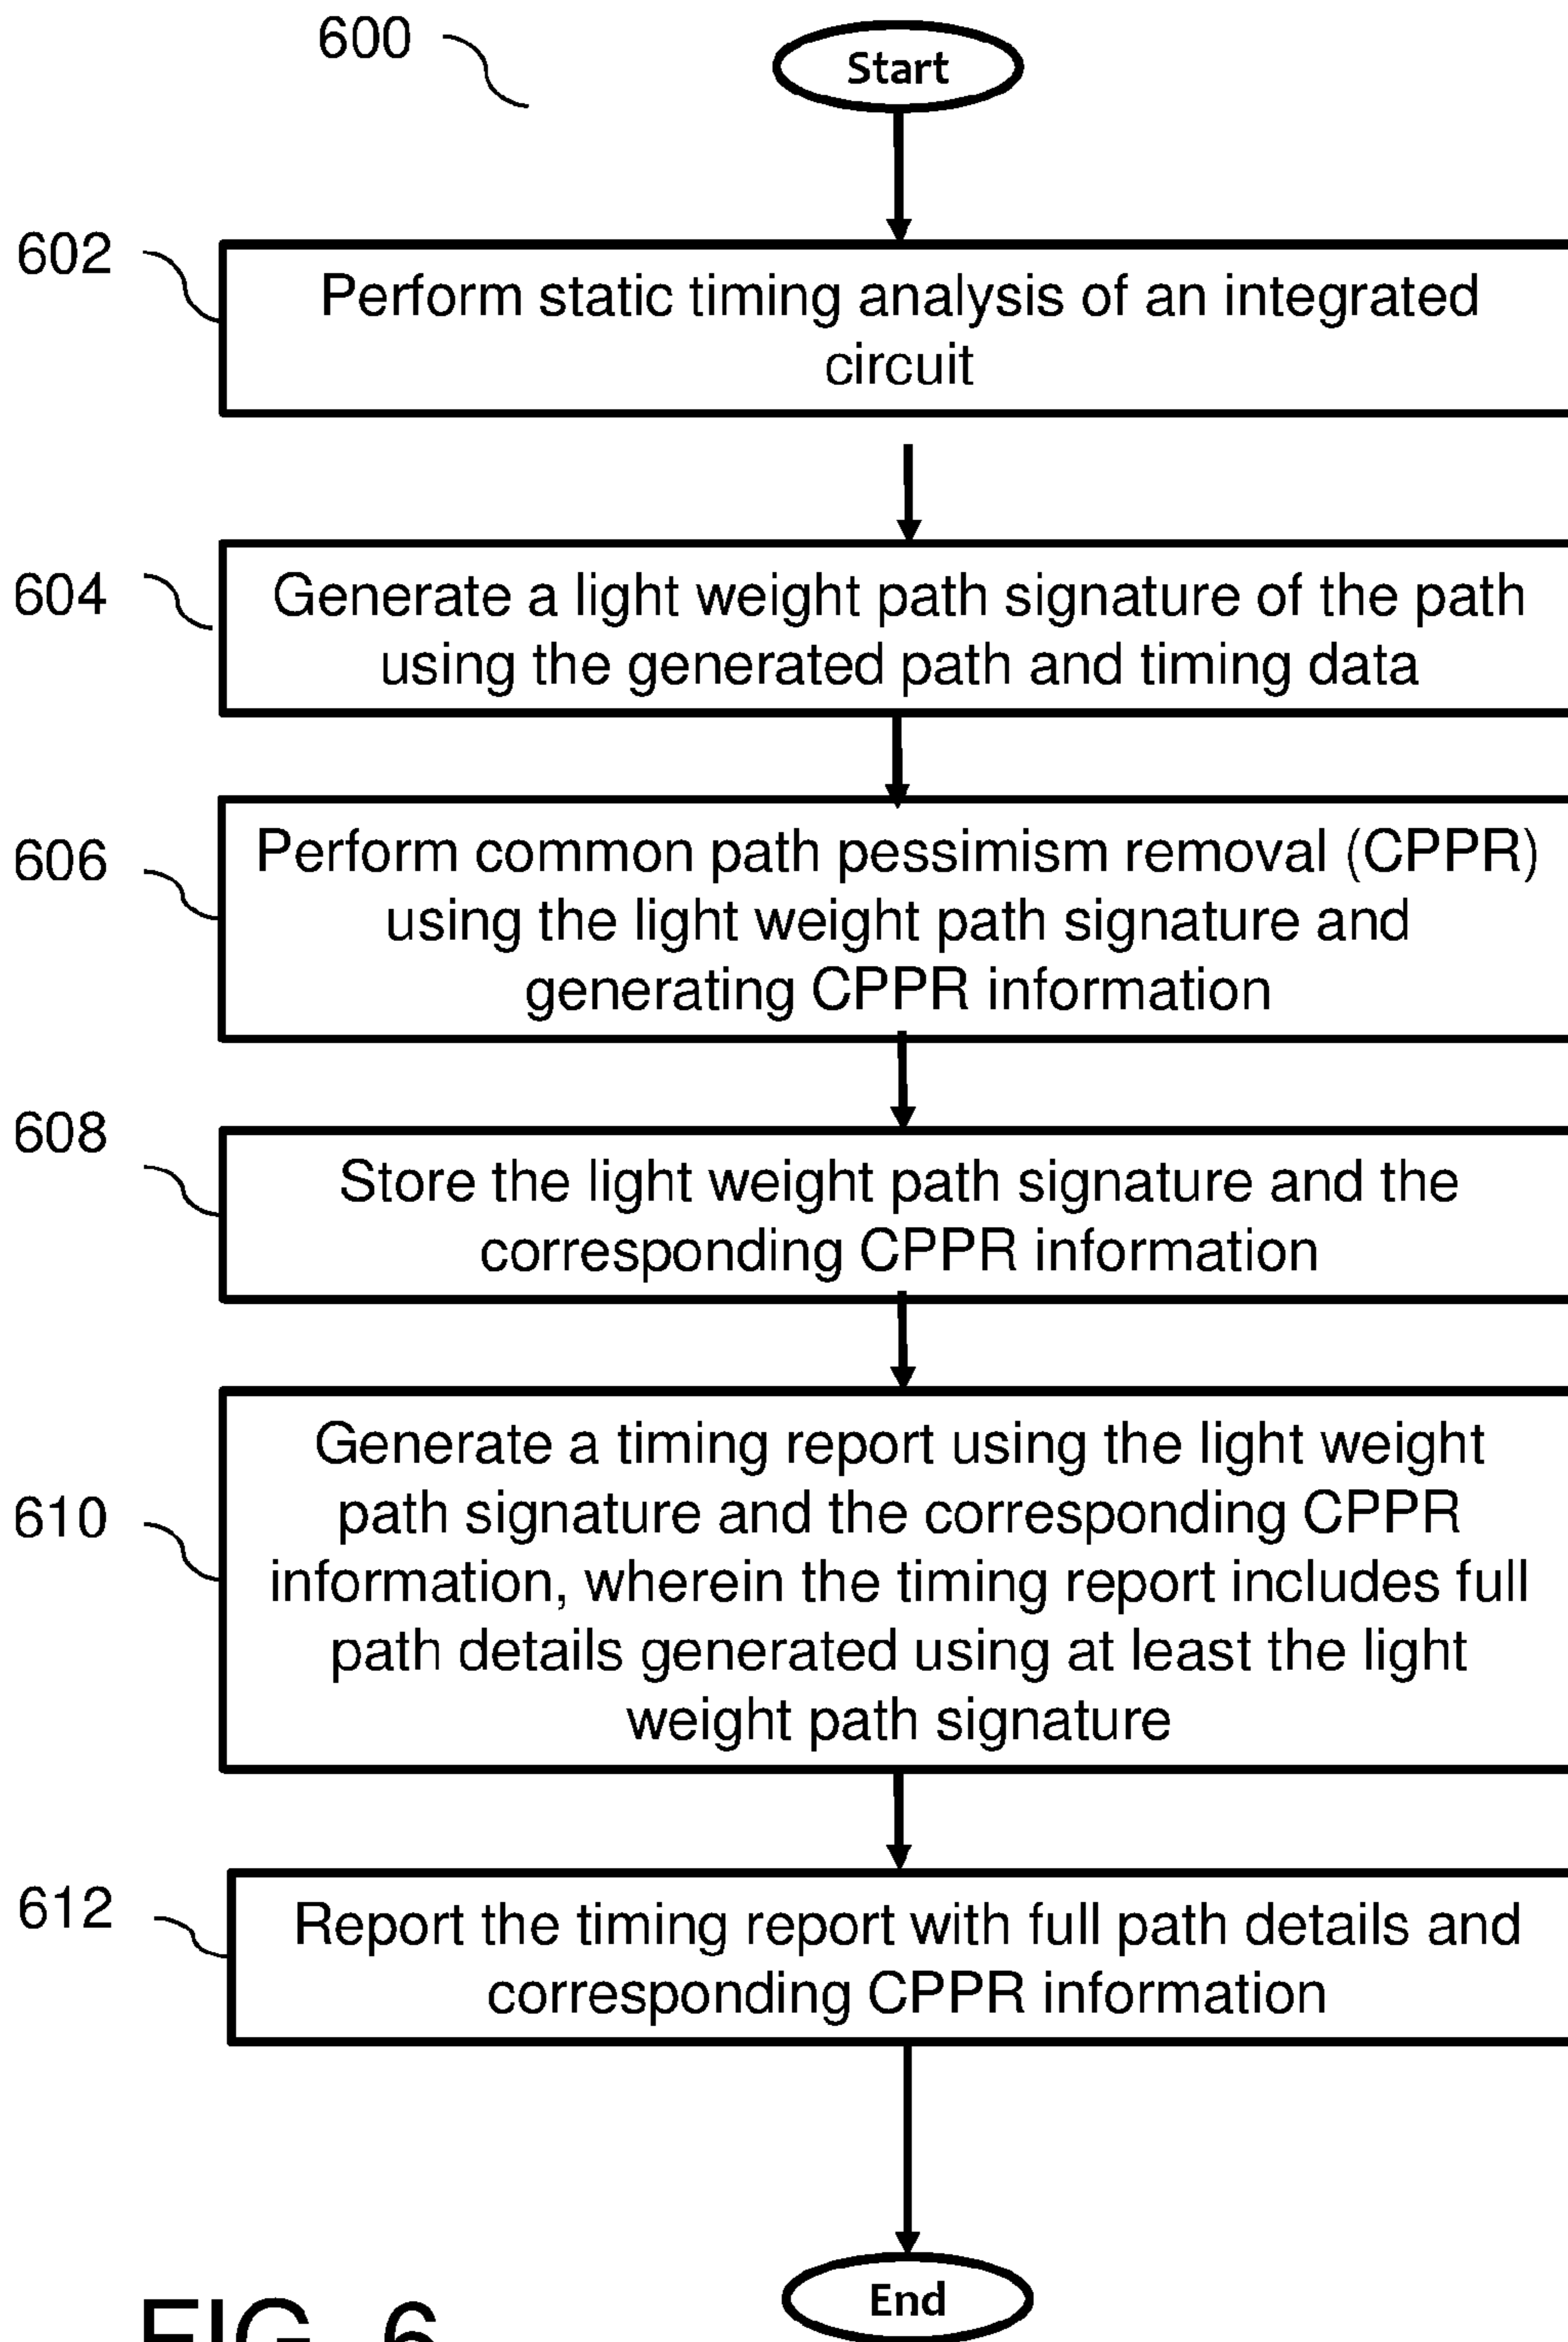 600
Start
602
Perform static timing analysis of an integrated
circuit
604
Generate a light weight path signature of the path
using the generated path and timing data
606
Perform common path pessimism removal (CPPR)
using the light weight path signature and
generating CPPR information
608
Store the light weight path signature and the
corresponding CPPR information
610
Generate a timing report using the light weight
path signature and the corresponding CPPR
information, wherein the timing report includes full
path details generated using at least the light
weight path signature
612
Report the timing report with full path details and
corresponding CPPR information
End
FIG. 6